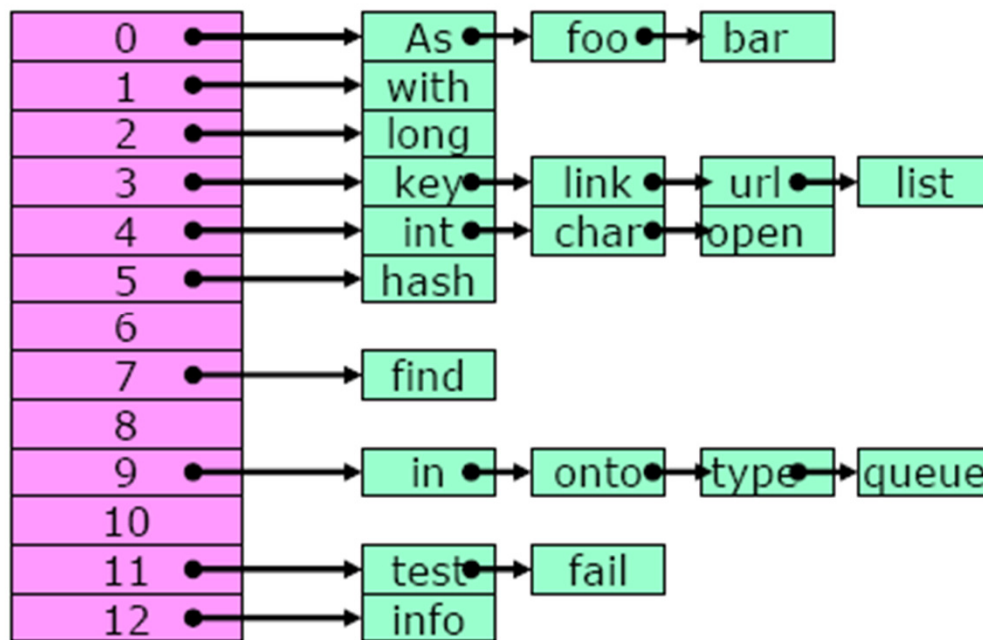 0 As foo bar
1 with
2 long
3 key link url list
4 int char open
5 hash
6
7 find
8
9 in onto type queue
10
11 test fail
12 info